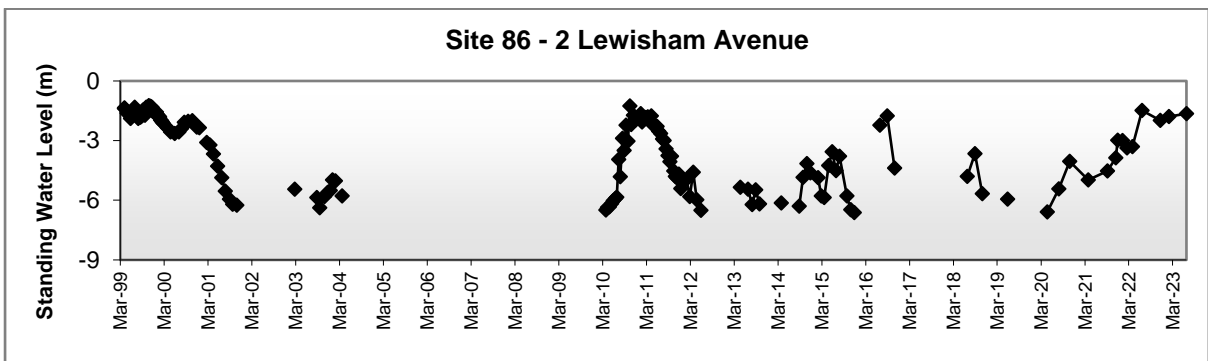 Site 86 - 2 Lewisham Avenue
Standing Water Level (m)
0
-3
-6
-9
Mar-99
Mar-00
Mar-01
Mar-02
Mar-03
Mar-04
Mar-05
Mar-06
Mar-07
Mar-08
Mar-09
Mar-10
Mar-11
Mar-12
Mar-13
Mar-14
Mar-15
Mar-16
Mar-17
Mar-18
Mar-19
Mar-20
Mar-21
Mar-22
Mar-23